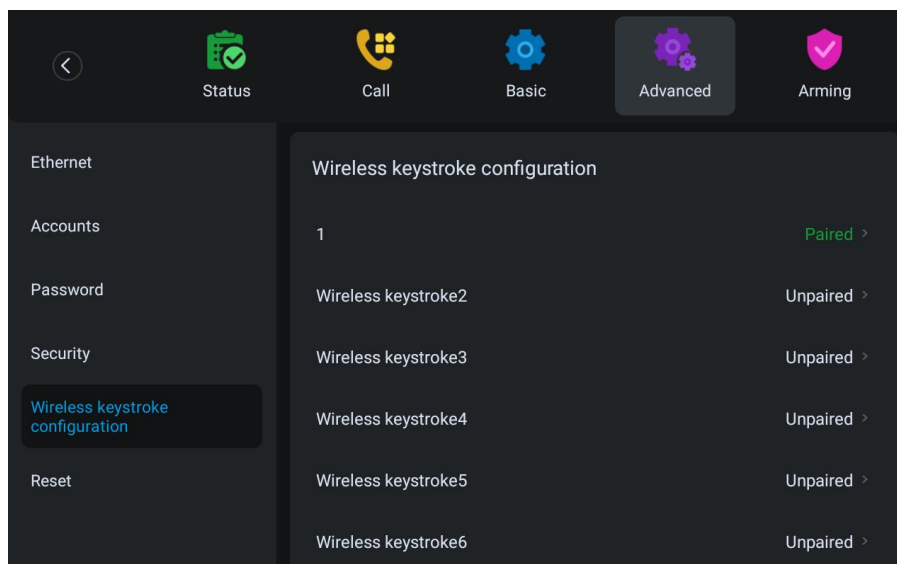 Status
Call
Basic
Advanced
Arming
Ethernet
Accounts
Password
Security
Wireless keystroke
configuration
Reset
Wireless keystroke configuration
1 Paired
Wireless keystroke2 Unpaired
Wireless keystroke3 Unpaired
Wireless keystroke4 Unpaired
Wireless keystroke5 Unpaired
Wireless keystroke6 Unpaired